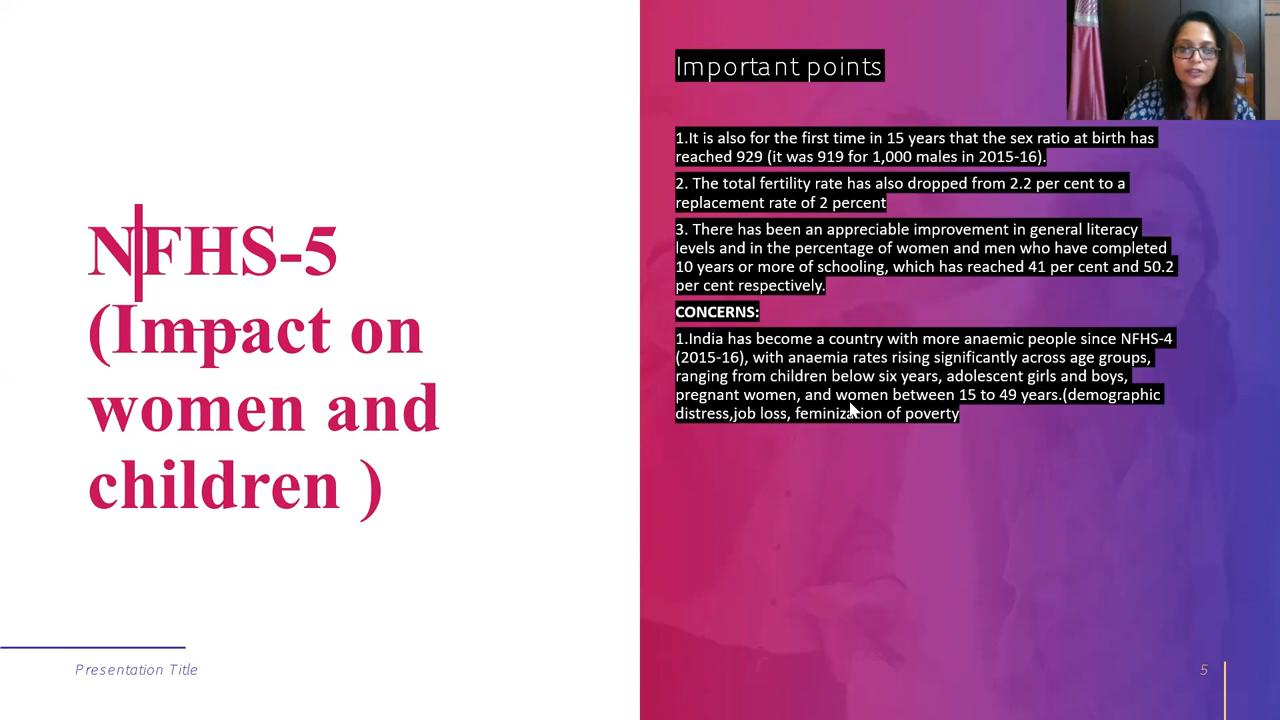 NFHS-5
(Impact on
women and
children )
Presentation Title
Important points
1.It is also for the first time in 15 years that the sex ratio at birth has
reached 929 (it was 919 for 1,000 males in 2015-16).
2. The total fertility rate has also dropped from 2.2 per cent to a
replacement rate of 2 percent
3. There has been an appreciable improvement in general literacy
levels and in the percentage of women and men who have completed
10 years or more of schooling, which has reached 41 per cent and 50.2
per cent respectively.
CONCERNS:
1.India has become a country with more anaemic people since NFHS-4
(2015-16), with anaemia rates rising significantly across age groups,
ranging from children below six years, adolescent girls and boys,
pregnant women, and women between 15 to 49 years.(demographic
distress,job loss, feminization of poverty
5